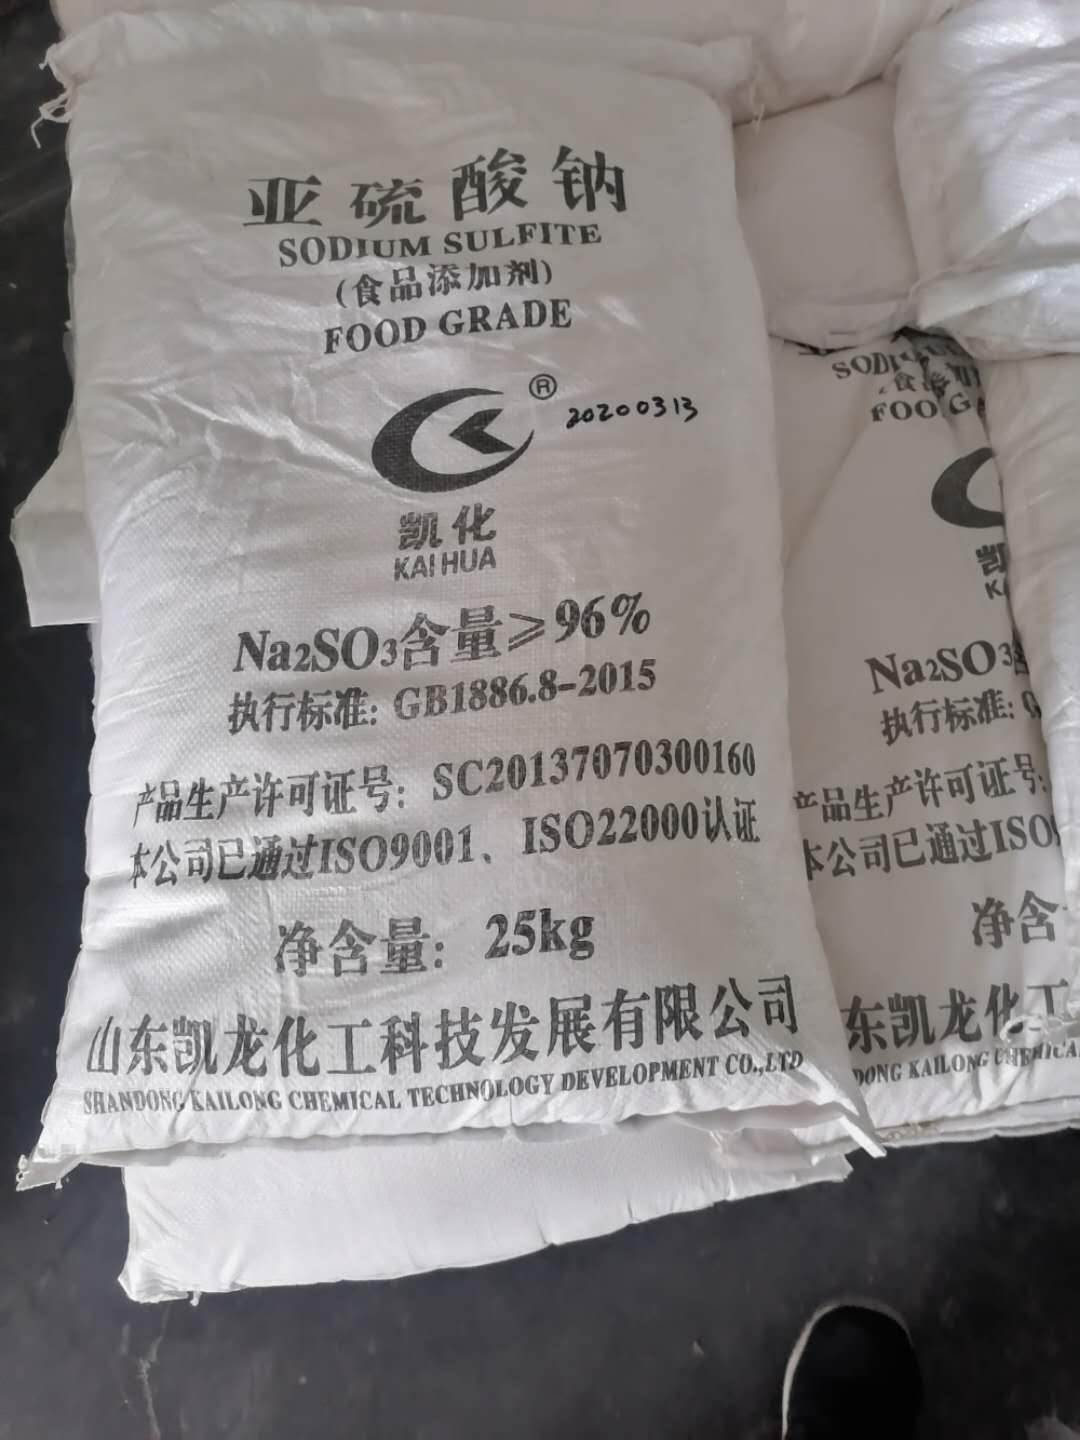 亚硫酸钠
SODIUM SULFITE
(食品添加剂)
FOOD GRADE
®
20200313
凯化
KAI HUA
Na2SO3含量≥96%
执行标准: GB1886.8-2015
产品生产许可证号: SC20137070300160
本公司已通过ISO9001、ISO22000认证
净含量: 25kg
山东凯龙化工科技发展有限公司
SHANDONG KAILONG CHEMICAL TECHNOLOGY DEVELOPMENT CO.,LTD
FOO
凯
Na2SO3
执行标准:
产品生产许可证号:
本公司已通过ISO
净含
东凯龙化工
KAILONG